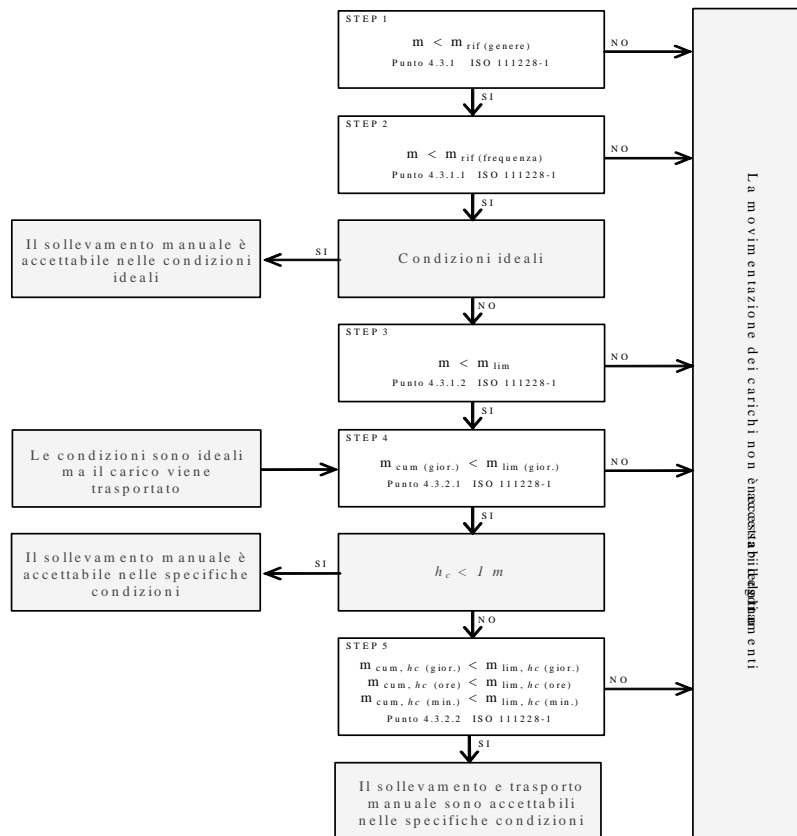 STEP 1
m < m rif (genere)
Punto 4.3.1 ISO 111228-1
NO
SI
STEP 2
m < m rif (frequenza)
Punto 4.3.1.1 ISO 111228-1
NO
SI
Il sollevamento manuale è
accettabile nelle condizioni
ideali
SI
Condizioni ideali
NO
STEP 3
m < m lim
Punto 4.3.1.2 ISO 111228-1
NO
SI
Le condizioni sono ideali
ma il carico viene
trasportato
STEP 4
m cum (gior.) < m lim (gior.)
Punto 4.3.2.1 ISO 111228-1
NO
SI
Il sollevamento manuale è
accettabile nelle specifiche
condizioni
SI
hc < 1 m
NO
STEP 5
m cum, hc (gior.) < m lim, hc (gior.)
m cum, hc (ore) < m lim, hc (ore)
m cum, hc (min.) < m lim, hc (min.)
Punto 4.3.2.2 ISO 111228-1
NO
SI
Il sollevamento e trasporto
manuale sono accettabili
nelle specifiche condizioni
La movimentazione dei carichi non è